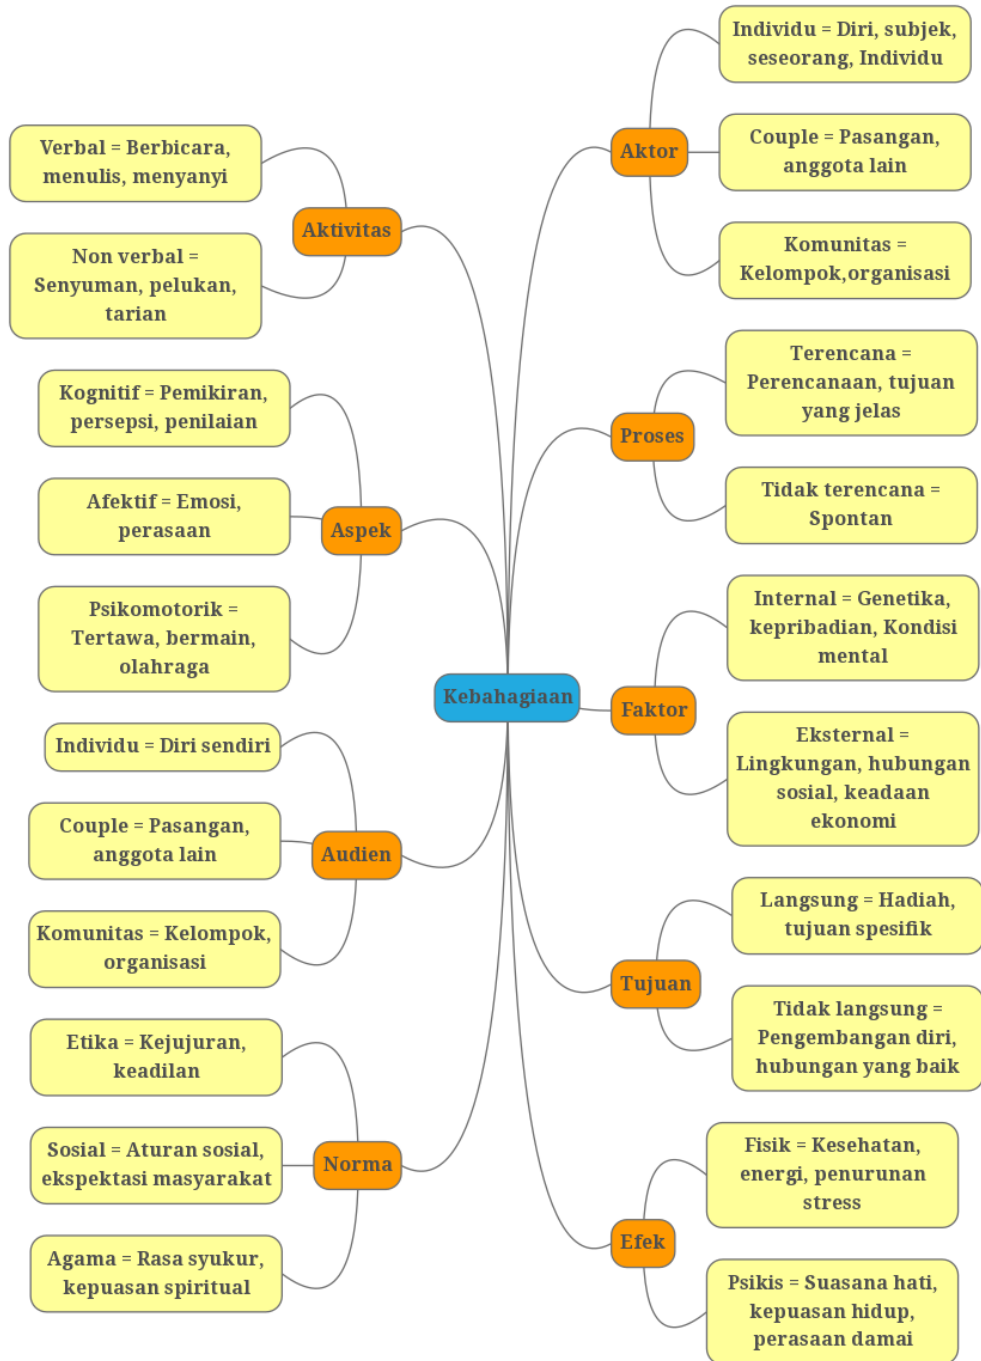 Kebahagiaan
Aktor
Individu = Diri, subjek,
seseorang, Individu
Couple = Pasangan,
anggota lain
Komunitas =
Kelompok,organisasi
Proses
Terencana =
Perencanaan, tujuan
yang jelas
Tidak terencana =
Spontan
Faktor
Internal = Genetika,
kepribadian, Kondisi
mental
Eksternal =
Lingkungan, hubungan
sosial, keadaan
ekonomi
Tujuan
Langsung = Hadiah,
tujuan spesifik
Tidak langsung =
Pengembangan diri,
hubungan yang baik
Efek
Fisik = Kesehatan,
energi, penurunan
stress
Psikis = Suasana hati,
kepuasan hidup,
perasaan damai
Aktivitas
Verbal = Berbicara,
menulis, menyanyi
Non verbal =
Senyuman, pelukan,
tarian
Aspek
Kognitif = Pemikiran,
persepsi, penilaian
Afektif = Emosi,
perasaan
Psikomotorik =
Tertawa, bermain,
olahraga
Audien
Individu = Diri sendiri
Couple = Pasangan,
anggota lain
Komunitas = Kelompok,
organisasi
Norma
Etika = Kejujuran,
keadilan
Sosial = Aturan sosial,
ekspektasi masyarakat
Agama = Rasa syukur,
kepuasan spiritual